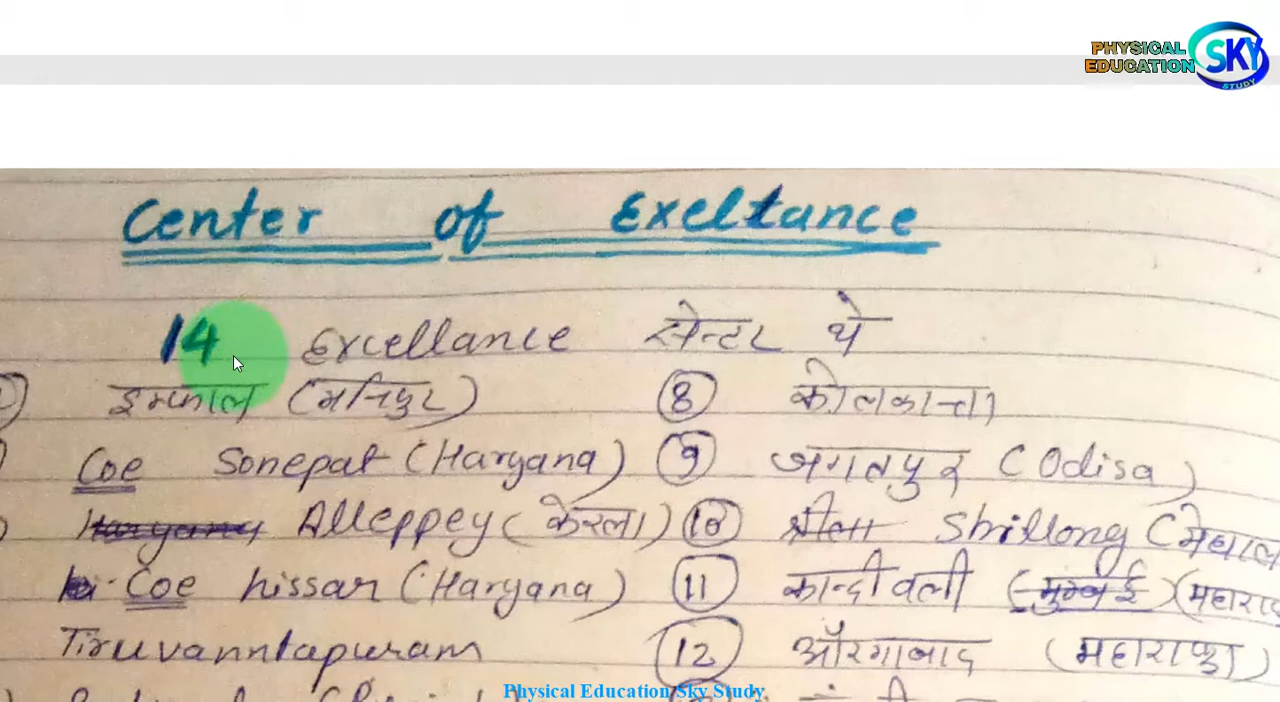 PHYSICAL
EDUCATION
SKY
STUDY
Center of Exeltance
14 Excellance सेन्टर थे
इम्फाल (मनिपुर) ⑧ कोलकाता
Coe Sonepat (Haryana) ⑨ जगतपुर (Odisa)
Alleppey (केरला) ⑩ Shillong (मेघाल
Coe hissar (Haryana) ⑪ कान्दीवली (महारा
Tiruvanntapuram ⑫ औरंगाबाद (महाराष्ट्रा)
Physical Education Sky Study